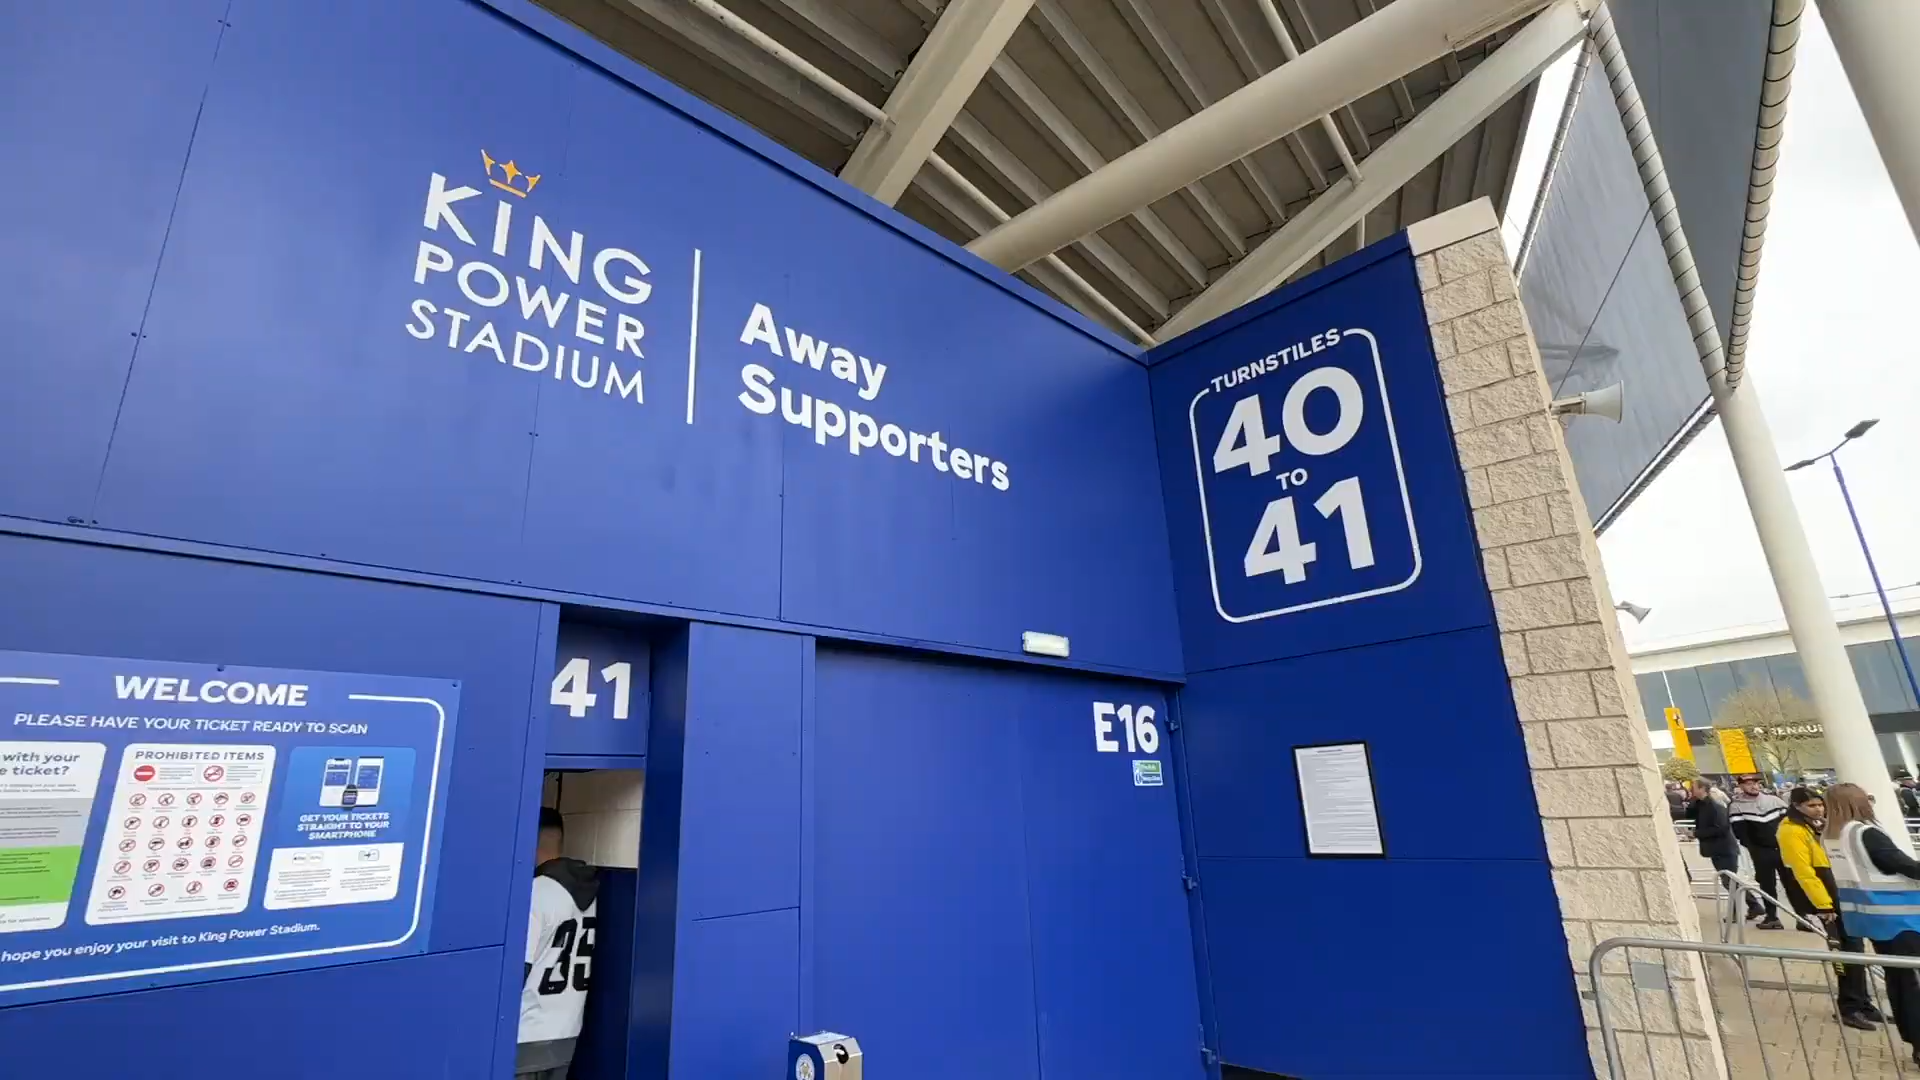 KING
POWER
STADIUM
Away
Supporters
TURNSTILES
40
TO
41
41
E16
WELCOME
PLEASE HAVE YOUR TICKET READY TO SCAN
with your
ticket?
PROHIBITED ITEMS
GET YOUR TICKETS
STRAIGHT TO YOUR
SMARTPHONE
hope you enjoy your visit to King Power Stadium.
35
RENAU